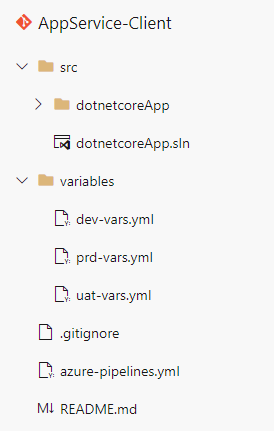 AppService-Client
src
dotnetcoreApp
dotnetcoreApp.sln
variables
dev-vars.yml
prd-vars.yml
uat-vars.yml
.gitignore
azure-pipelines.yml
M↓ README.md